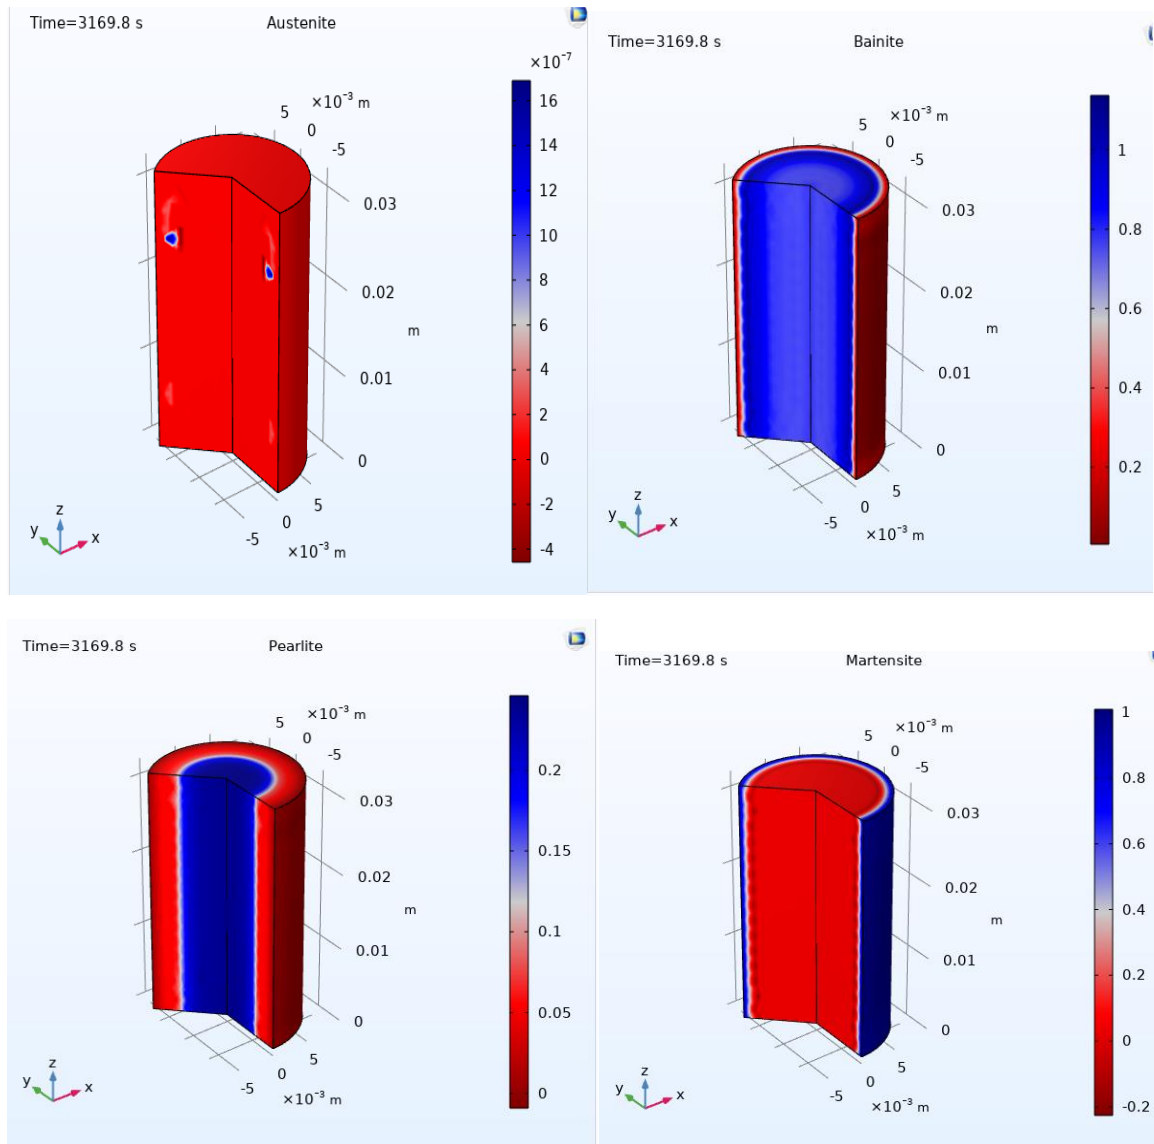 Time=3169.8 s Austenite
×10⁻⁷
16
14
12
10
8
6
4
2
0
-2
-4
×10⁻³ m
5
0
-5
0.03
0.02
m
0.01
0
5
0
-5
×10⁻³ m
z
y
x
Time=3169.8 s Bainite
1
0.8
0.6
0.4
0.2
×10⁻³ m
5
0
-5
0.03
0.02
m
0.01
0
5
0
-5
×10⁻³ m
z
y
x
Time=3169.8 s Pearlite
0.2
0.15
0.1
0.05
0
×10⁻³ m
5
0
-5
0.03
0.02
m
0.01
0
5
0
-5
×10⁻³ m
z
y
x
Time=3169.8 s Martensite
1
0.8
0.6
0.4
0.2
0
-0.2
×10⁻³ m
5
0
-5
0.03
0.02
m
0.01
0
5
0
-5
×10⁻³ m
z
y
x